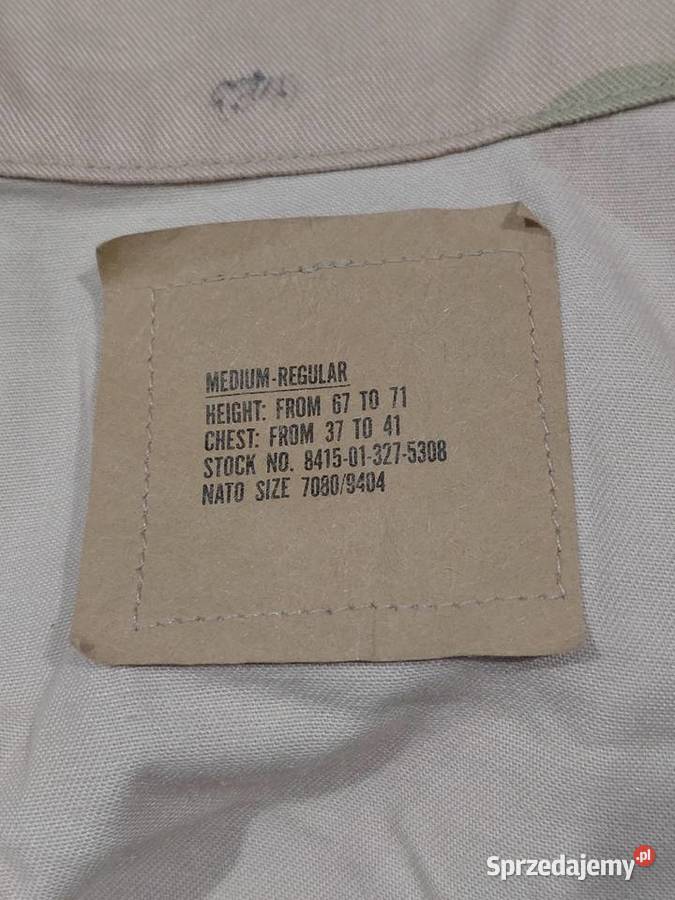 MEDIUM-REGULAR
HEIGHT: FROM 67 TO 71
CHEST: FROM 37 TO 41
STOCK NO. 8415-01-327-5308
NATO SIZE 7080/9404
Sprzedajemy.pl